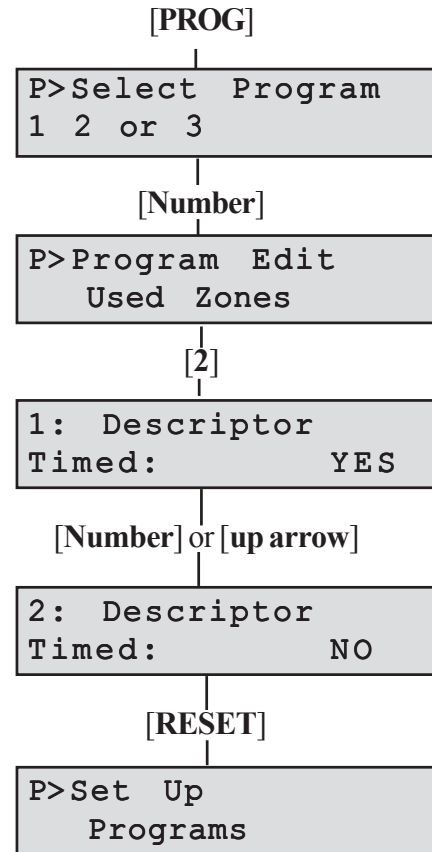 [PROG]
P>Select Program
1 2 or 3
[Number]
P>Program Edit
Used Zones
[2]
1: Descriptor
Timed: YES
[Number] or [up arrow]
2: Descriptor
Timed: NO
[RESET]
P>Set Up
Programs